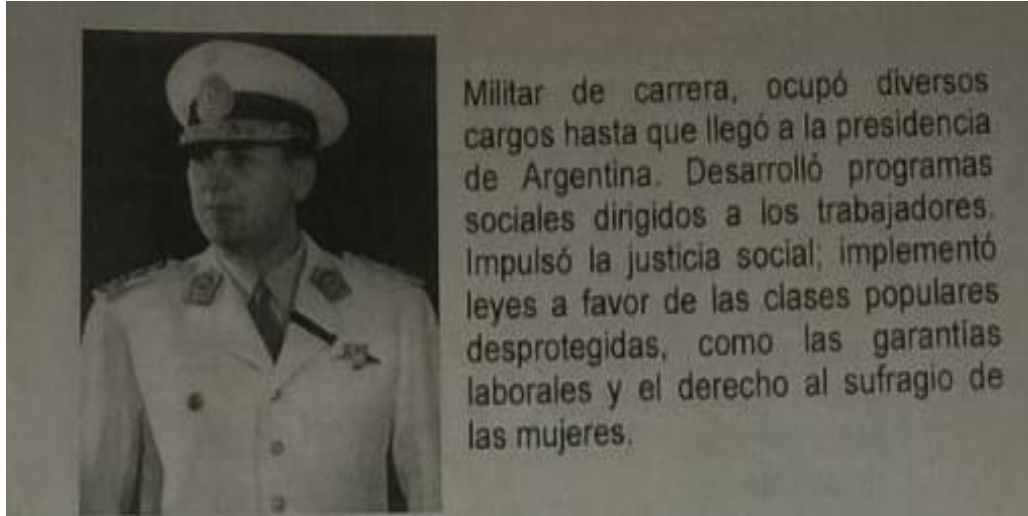 Militar de carrera, ocupó diversos
cargos hasta que llegó a la presidencia
de Argentina. Desarrolló programas
sociales dirigidos a los trabajadores.
Impulsó la justicia social; implementó
leyes a favor de las clases populares
desprotegidas, como las garantías
laborales y el derecho al sufragio de
las mujeres.